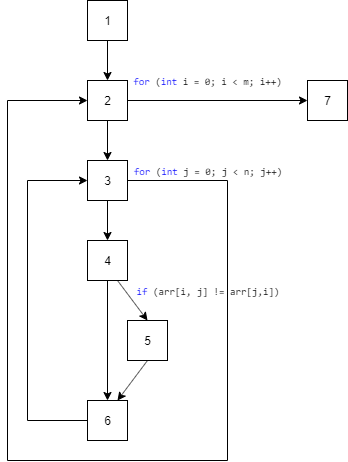 1
for (int i = 0; i < m; i++)
2
7
for (int j = 0; j < n; j++)
3
4
if (arr[i, j] != arr[j,i])
5
6